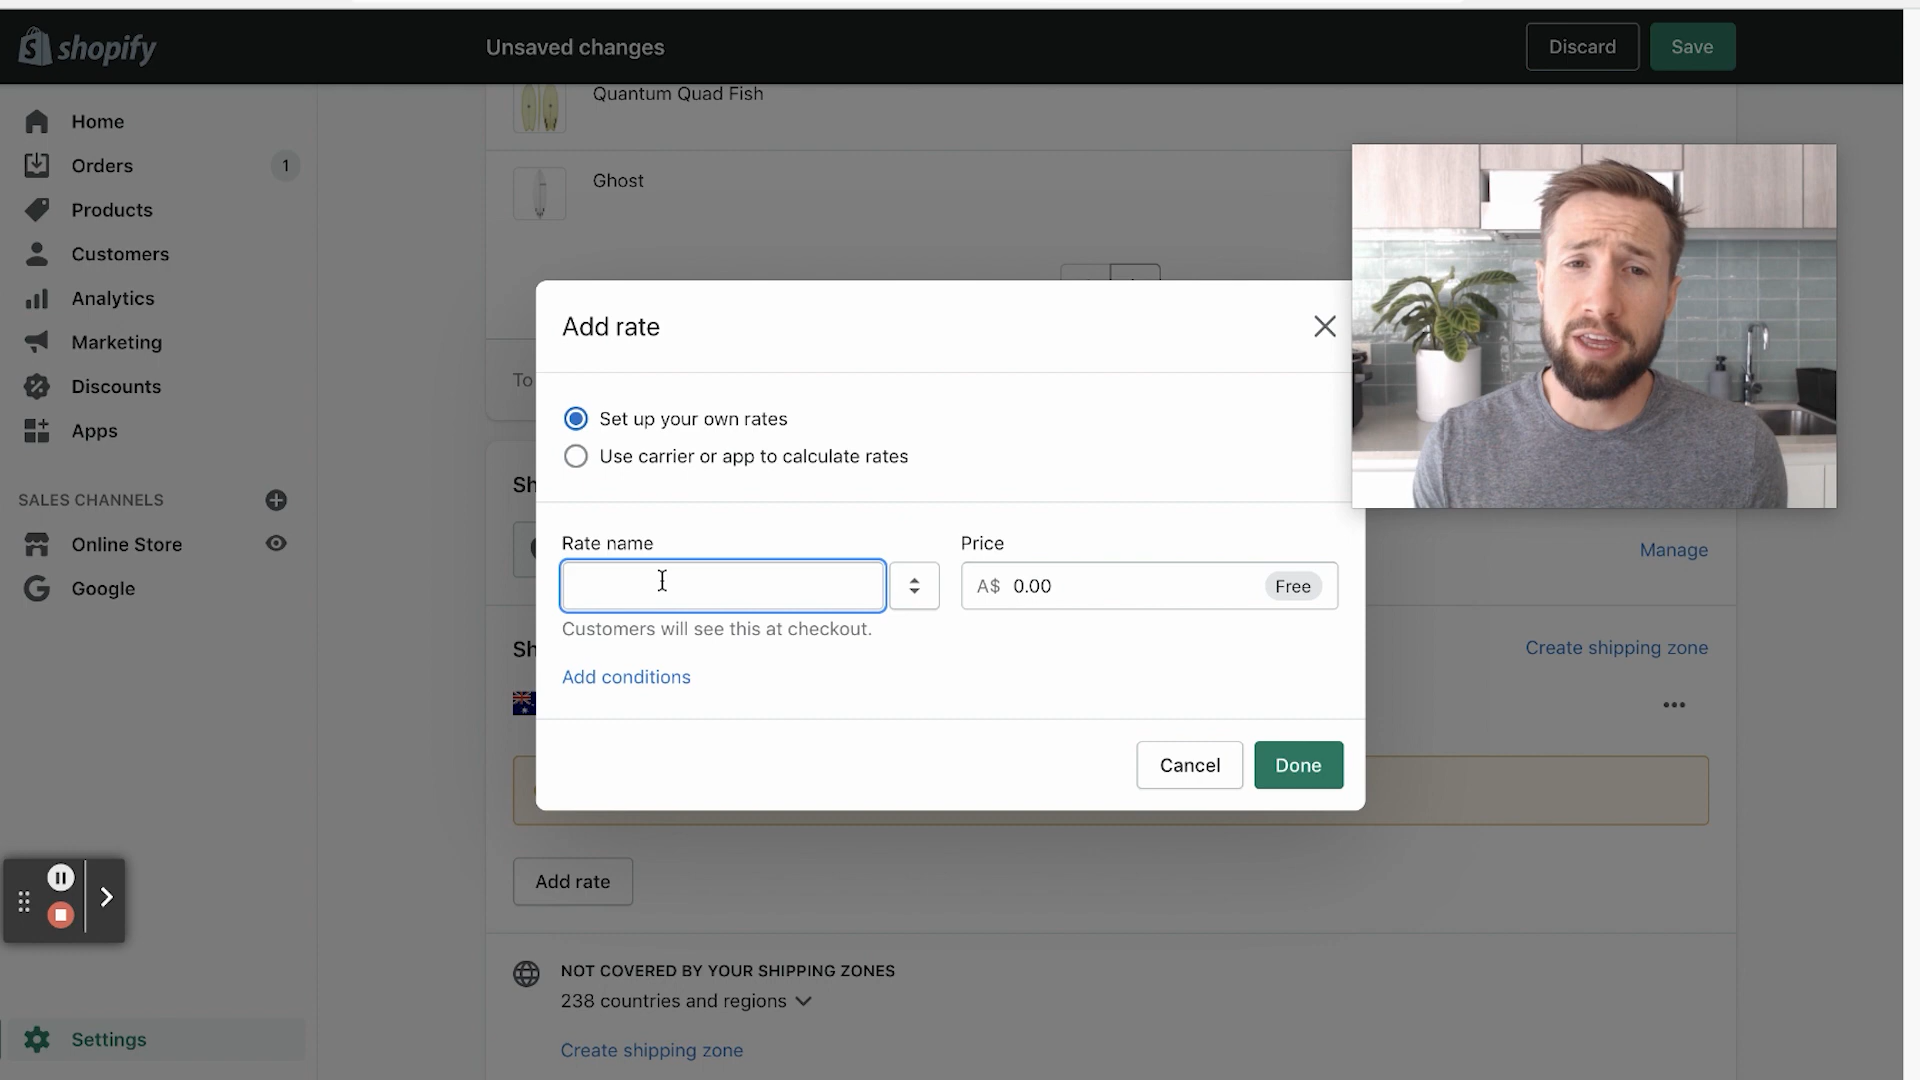 shopify
Unsaved changes
Discard
Save
Home
Orders
1
Products
Customers
Analytics
Marketing
Discounts
Apps
SALES CHANNELS
Online Store
Google
Settings
Quantum Quad Fish
Ghost
To
Sh
Manage
Sh
Create shipping zone
Add rate
Set up your own rates
Use carrier or app to calculate rates
Rate name
Price
A$ 0.00
Free
Customers will see this at checkout.
Add conditions
Cancel
Done
Add rate
NOT COVERED BY YOUR SHIPPING ZONES
238 countries and regions
Create shipping zone